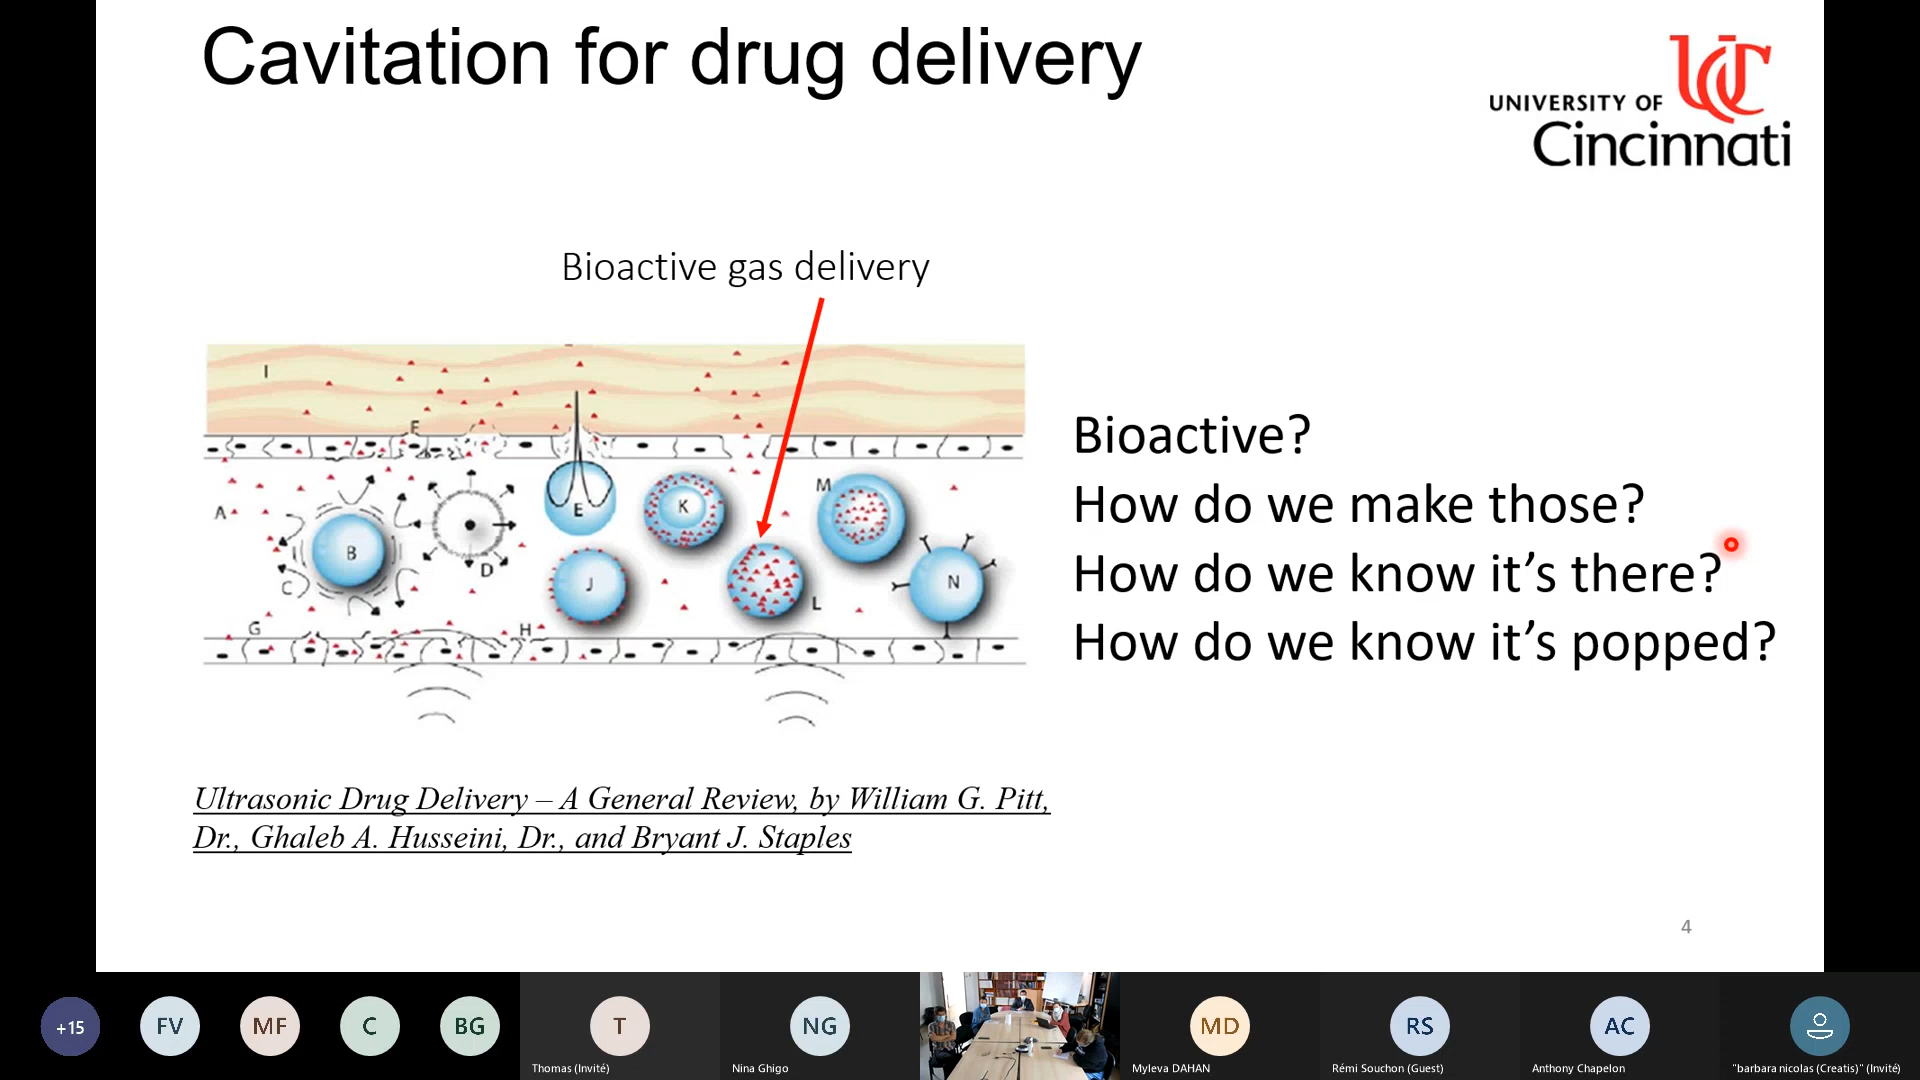 Cavitation for drug delivery
UNIVERSITY OF
Cincinnati
Bioactive gas delivery
I
F
A
B
C
D
E
K
M
J
L
N
G
H
Bioactive?
How do we make those?
How do we know it's there?
How do we know it's popped?
Ultrasonic Drug Delivery – A General Review, by William G. Pitt,
Dr., Ghaleb A. Husseini, Dr., and Bryant J. Staples
4
+15
FV
MF
C
BG
T
NG
MD
RS
AC
Thomas (Invité)
Nina Ghigo
Myleva DAHAN
Rémi Souchon (Guest)
Anthony Chapelon
"barbara nicolas (Creatis)" (Invité)